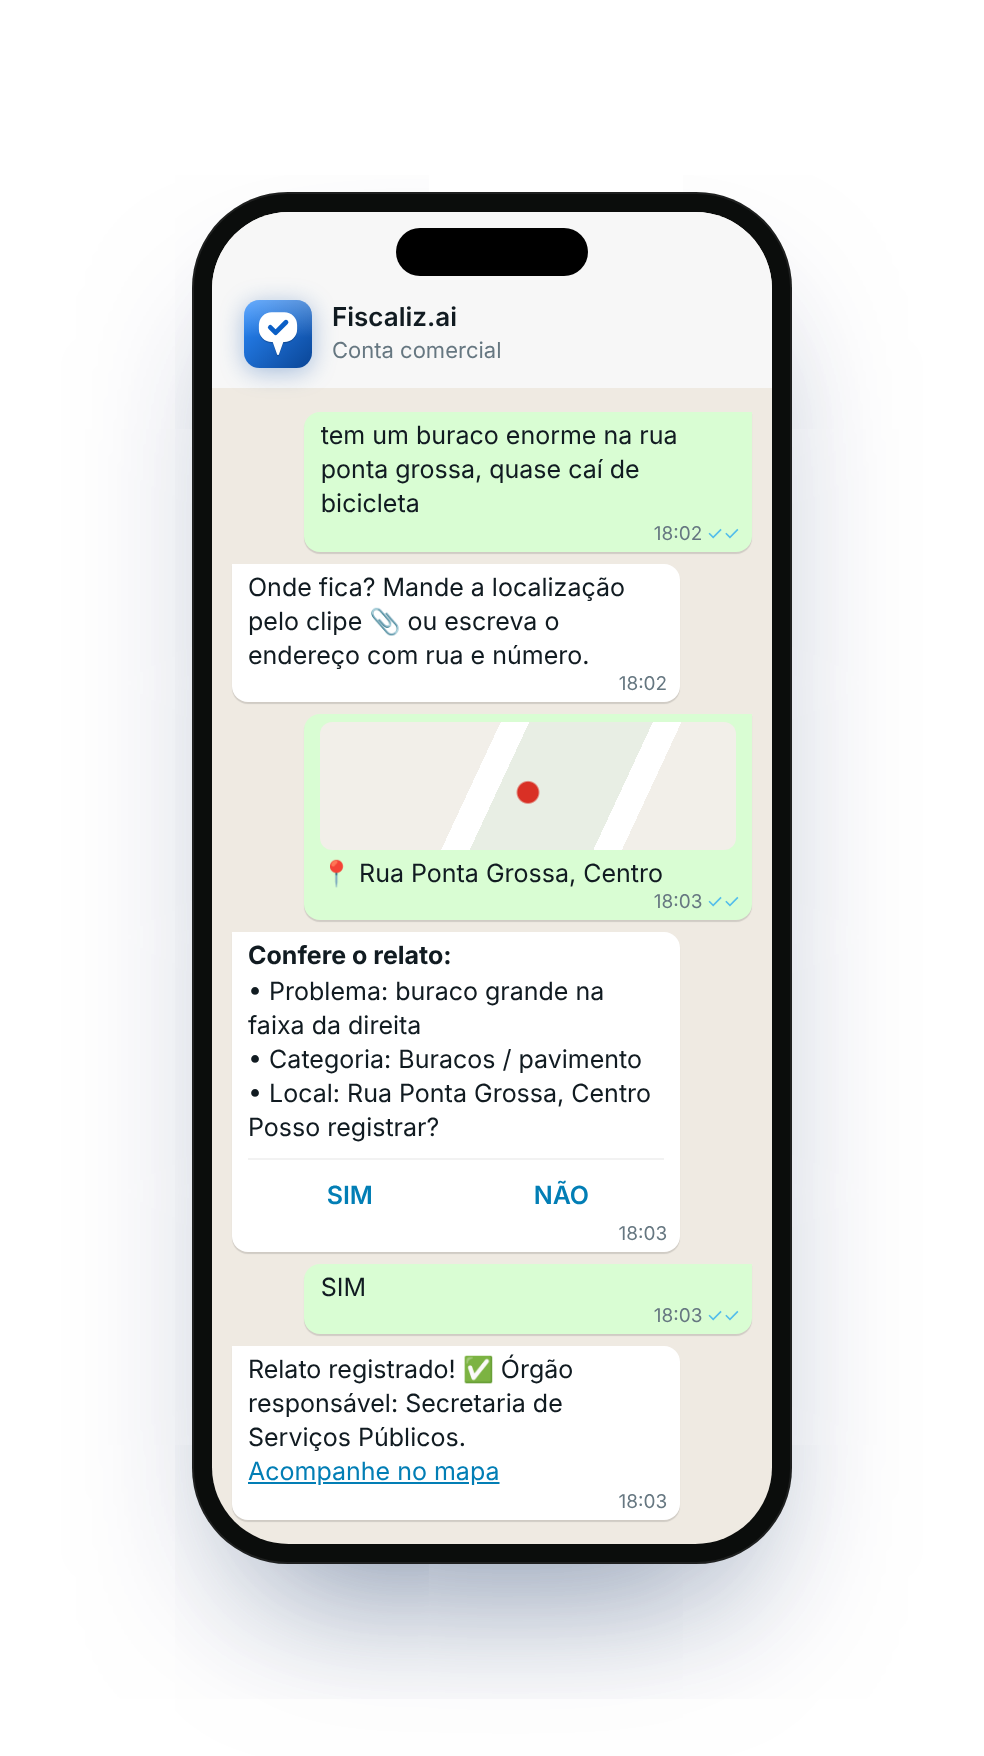 Fiscaliz.ai
Conta comercial
tem um buraco enorme na rua
ponta grossa, quase caí de
bicicleta
18:02 ✓✓
Onde fica? Mande a localização
pelo clipe 📎 ou escreva o
endereço com rua e número.
18:02
📍 Rua Ponta Grossa, Centro
18:03 ✓✓
Confere o relato:
• Problema: buraco grande na
faixa da direita
• Categoria: Buracos / pavimento
• Local: Rua Ponta Grossa, Centro
Posso registrar?
SIM NÃO
18:03
SIM
18:03 ✓✓
Relato registrado! ✅ Órgão
responsável: Secretaria de
Serviços Públicos.
Acompanhe no mapa
18:03